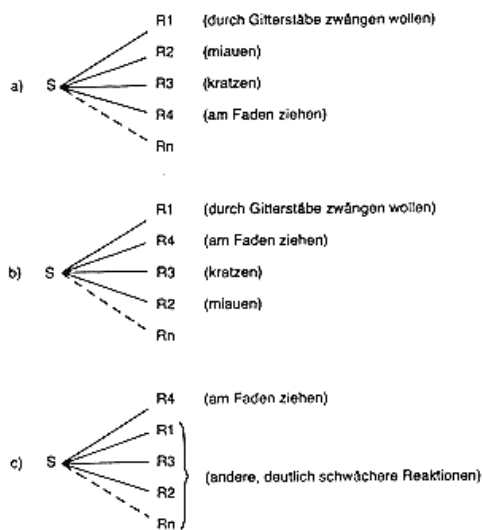 R1 (durch Gitterstäbe zwängen wollen)
R2 (miauen)
a) S R3 (kratzen)
R4 (am Faden ziehen)
Rn
R1 (durch Gitterstäbe zwängen wollen)
R4 (am Faden ziehen)
b) S R3 (kratzen)
R2 (miauen)
Rn
R4 (am Faden ziehen)
R1
c) S R3 (andere, deutlich schwächere Reaktionen)
R2
Rn